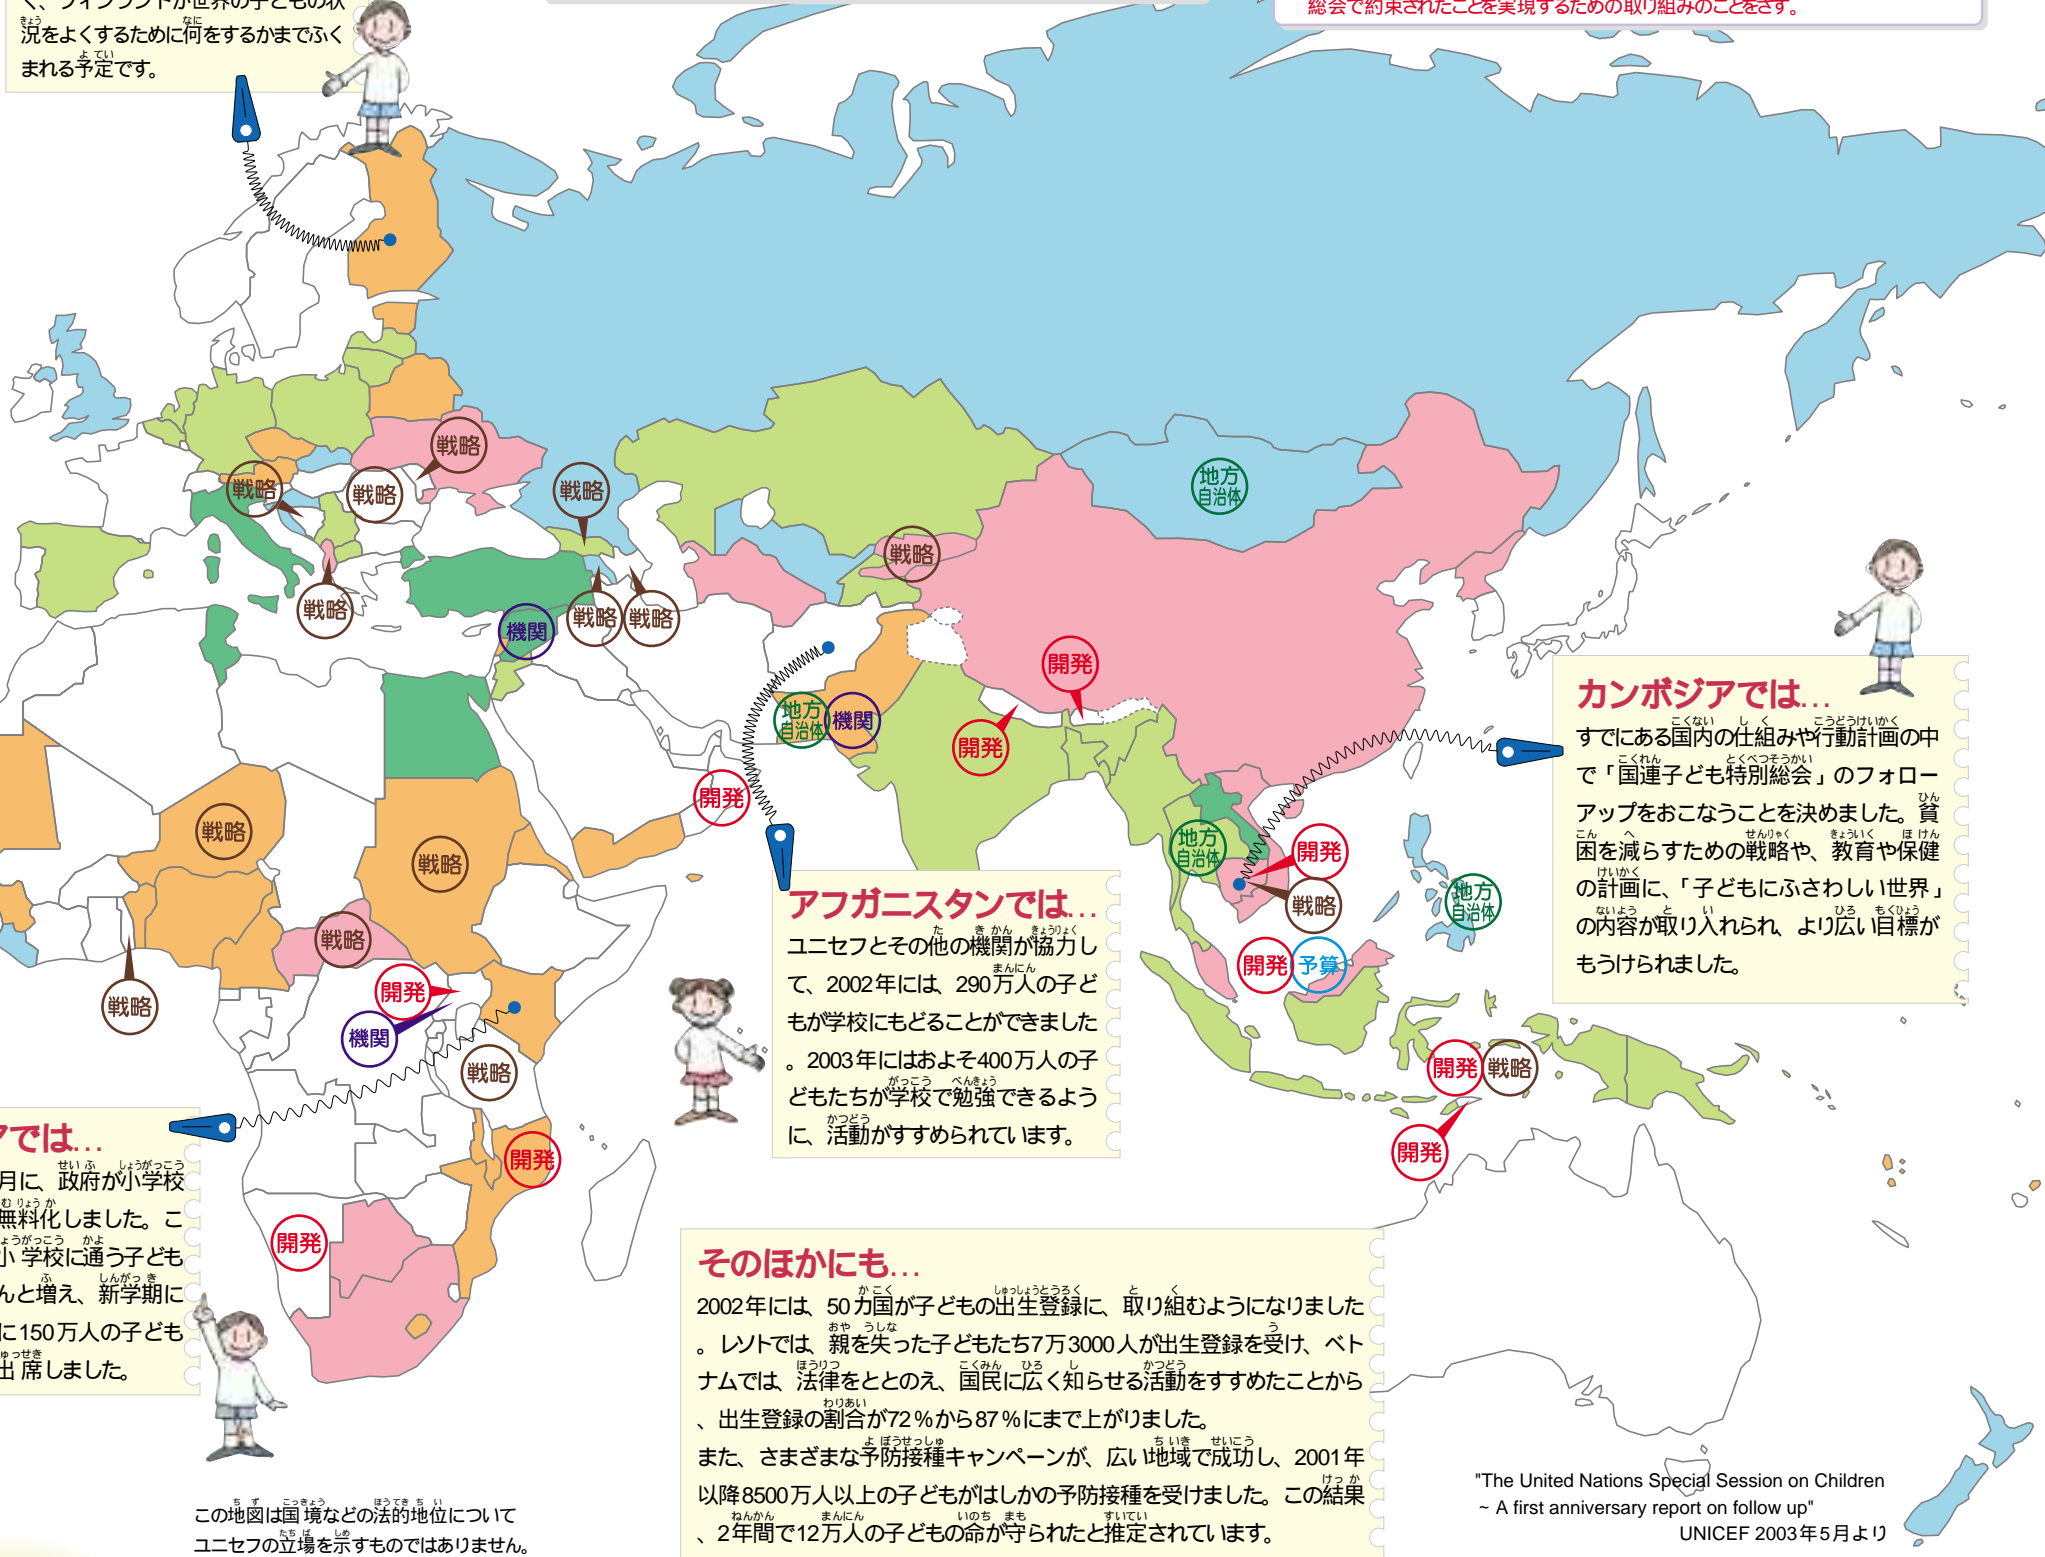 く、フィンランドが世界の子どもの状
況をよくするために何をするかまでふく
まれる予定です。
総会で約束されたことを実現するための取り組みのことをさす。
戦略
戦略
戦略
戦略
戦略
戦略
戦略
戦略
機関
地方
自治体
地方
自治体
機関
開発
開発
開発
カンボジアでは…
すでにある国内の仕組みや行動計画の中
で「国連子ども特別総会」のフォロー
アップをおこなうことを決めました。貧
困を減らすための戦略や、教育や保健
の計画に、「子どもにふさわしい世界」
の内容が取り入れられ、より広い目標が
もうけられました。
戦略
戦略
戦略
戦略
開発
機関
戦略
開発
開発
地方
自治体
開発
戦略
地方
自治体
開発
予算
開発
戦略
開発
アフガニスタンでは…
ユニセフとその他の機関が協力し
て、2002年には、290万人の子ど
もが学校にもどることができました
。2003年にはおよそ400万人の子
どもたちが学校で勉強できるよう
に、活動がすすめられています。
アでは…
月に、政府が小学校
無料化しました。こ
小学校に通う子ども
んと増え、新学期に
に150万人の子ども
出席しました。
そのほかにも…
2002年には、50カ国が子どもの出生登録に、取り組むようになりました
。レソトでは、親を失った子どもたち7万3000人が出生登録を受け、ベト
ナムでは、法律をととのえ、国民に広く知らせる活動をすすめたことから
、出生登録の割合が72％から87％にまで上がりました。
また、さまざまな予防接種キャンペーンが、広い地域で成功し、2001年
以降8500万人以上の子どもがはしかの予防接種を受けました。この結果
、2年間で12万人の子どもの命が守られたと推定されています。
この地図は国境などの法的地位について
ユニセフの立場を示すものではありません。
"The United Nations Special Session on Children
~ A first anniversary report on follow up"
UNICEF 2003年5月より